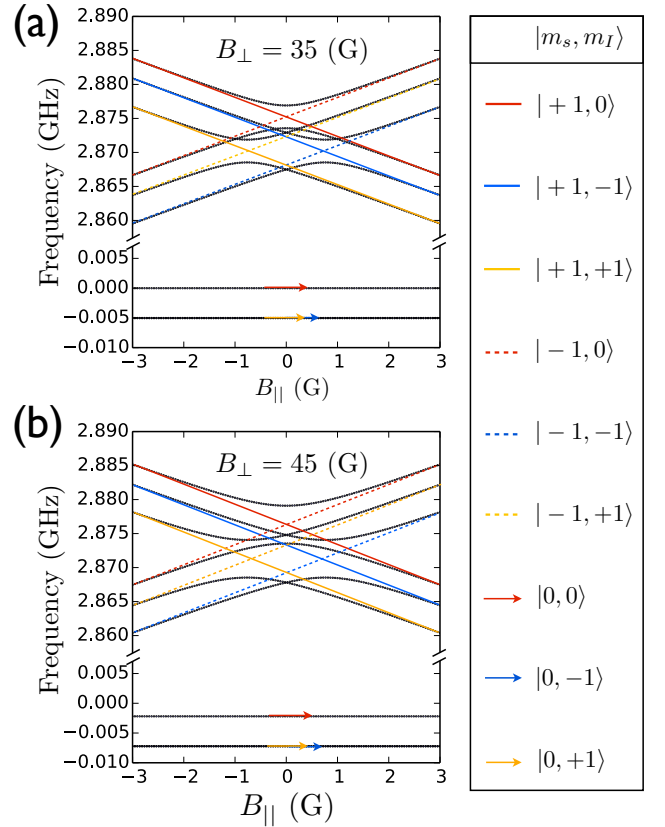 (a)
B⊥ = 35 (G)
Frequency (GHz)
2.890
2.885
2.880
2.875
2.870
2.865
2.860
0.005
0.000
−0.005
−0.010
−3 −2 −1 0 1 2 3
B|| (G)
(b)
B⊥ = 45 (G)
Frequency (GHz)
2.890
2.885
2.880
2.875
2.870
2.865
2.860
0.005
0.000
−0.005
−0.010
−3 −2 −1 0 1 2 3
B|| (G)
|m_s, m_I⟩
| + 1, 0⟩
| + 1, −1⟩
| + 1, +1⟩
| − 1, 0⟩
| − 1, −1⟩
| − 1, +1⟩
|0, 0⟩
|0, −1⟩
|0, +1⟩